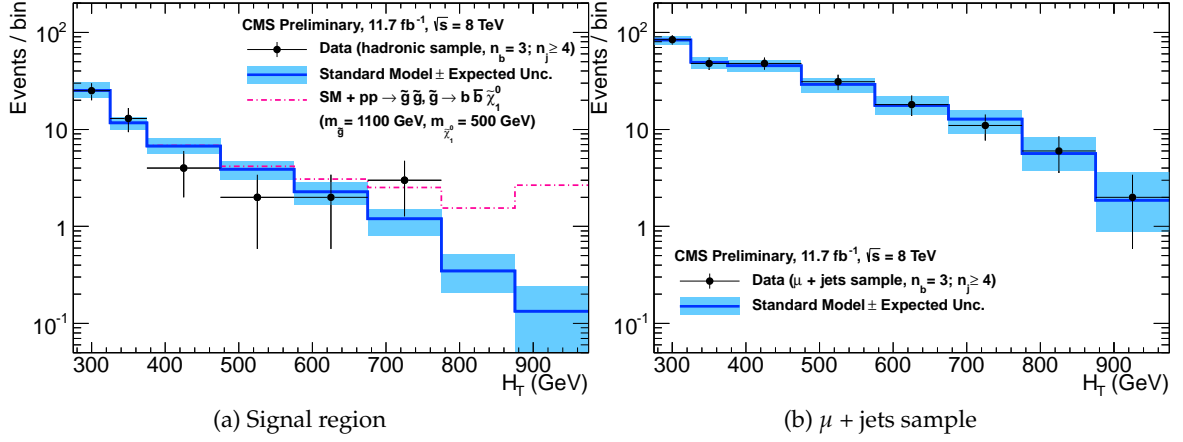 CMS Preliminary, 11.7 fb⁻¹, √s = 8 TeV
Data (hadronic sample, n_b = 3; n_j ≥ 4)
Standard Model ± Expected Unc.
SM + pp → g̃ g̃, g̃ → b b̄ χ̃₁⁰
(m_g̃ = 1100 GeV, m_χ̃₁⁰ = 500 GeV)
Events / bin
10²
10
1
10⁻¹
300 400 500 600 700 800 900
H_T (GeV)
(a) Signal region
Events / bin
10²
10
1
10⁻¹
CMS Preliminary, 11.7 fb⁻¹, √s = 8 TeV
Data (μ + jets sample, n_b = 3; n_j ≥ 4)
Standard Model ± Expected Unc.
300 400 500 600 700 800 900
H_T (GeV)
(b) μ + jets sample